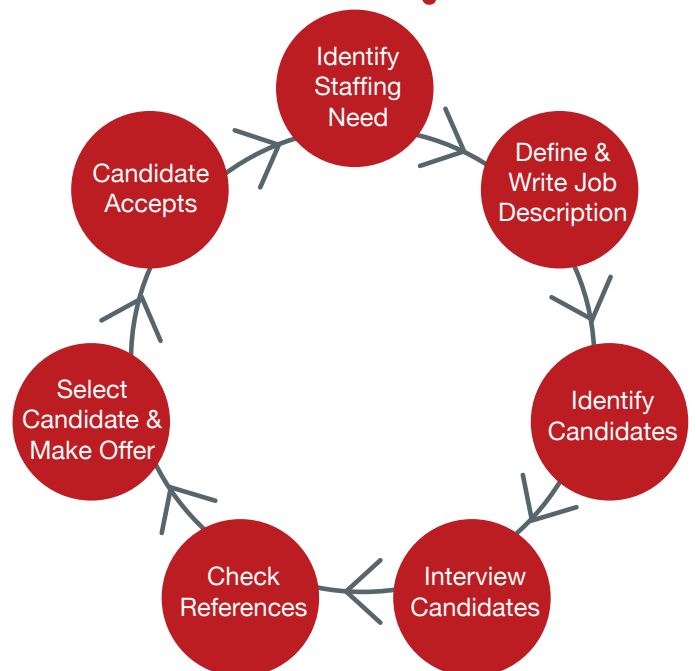 Identify
Staffing
Need
Define &
Write Job
Description
Identify
Candidates
Interview
Candidates
Check
References
Select
Candidate &
Make Offer
Candidate
Accepts